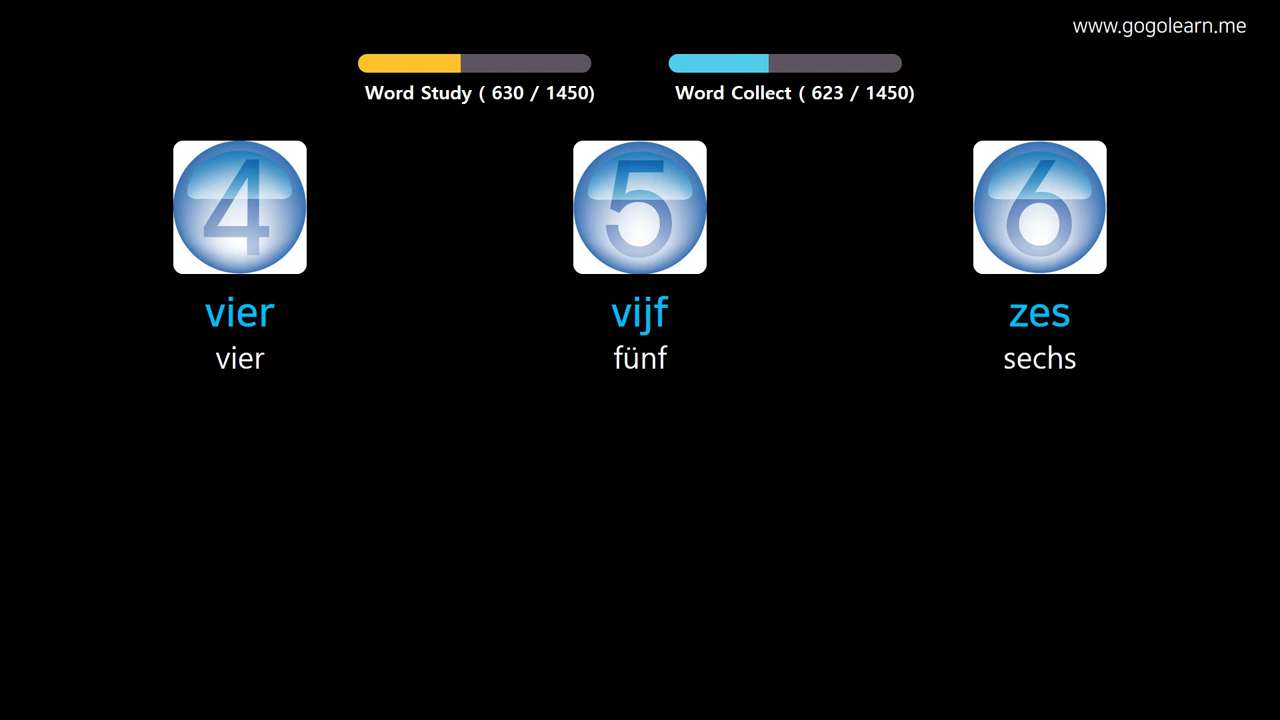 www.gogolearn.me
Word Study ( 630 / 1450)
Word Collect ( 623 / 1450)
4
5
6
vier
vijf
zes
vier
fünf
sechs